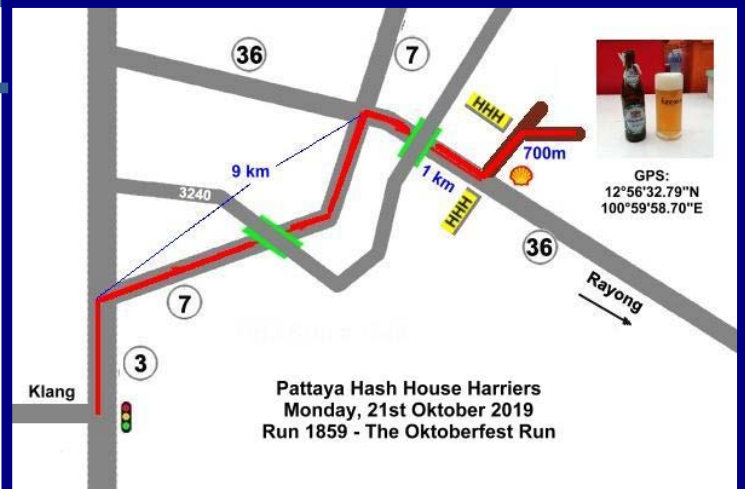 36
7
HHH
9 km
700m
1 km
GPS:
12°56'32.79"N
100°59'58.70"E
3240
HHH
36
Rayong
7
3
Klang
Pattaya Hash House Harriers
Monday, 21st Oktober 2019
Run 1859 - The Oktoberfest Run